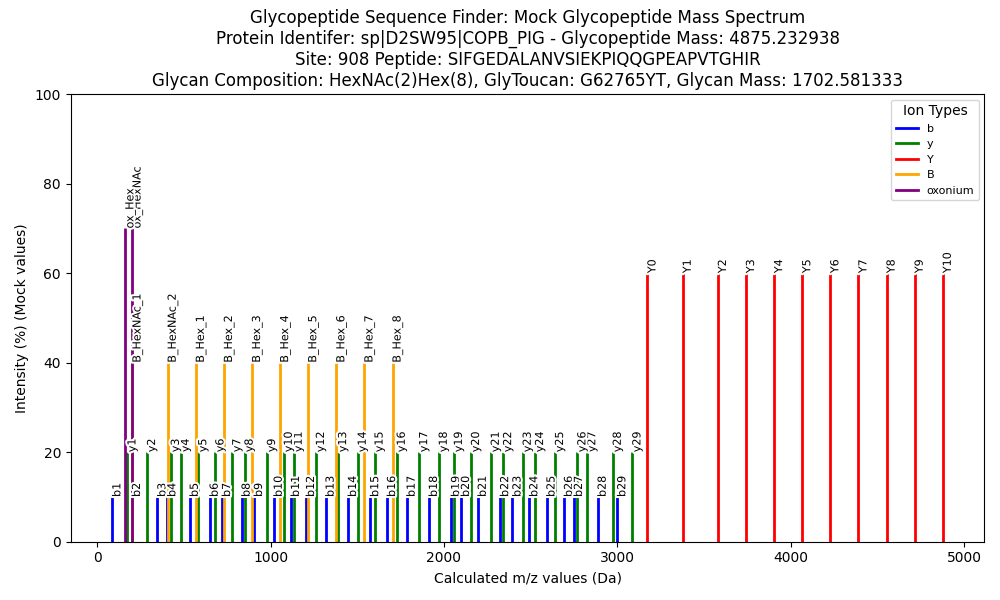 Glycopeptide Sequence Finder: Mock Glycopeptide Mass Spectrum
Protein Identifer: sp|D2SW95|COPB_PIG - Glycopeptide Mass: 4875.232938
Site: 908 Peptide: SIFGEDALANVSIEKPIQQGPEAPVTGHIR
Glycan Composition: HexNAc(2)Hex(8), GlyToucan: G62765YT, Glycan Mass: 1702.581333
Intensity (%) (Mock values)
100
80
60
40
20
0
Ion Types
b
y
Y
B
oxonium
ox_Hex
ox_HexNAc
Y0
Y1
Y2
Y3
Y4
Y5
Y6
Y7
Y8
Y9
Y10
B_HexNAc_1
B_HexNAc_2
B_Hex_1
B_Hex_2
B_Hex_3
B_Hex_4
B_Hex_5
B_Hex_6
B_Hex_7
B_Hex_8
y1
y2
y3
y4
y5
y6
y7
y8
y9
y10
y11
y12
y13
y14
y15
y16
y17
y18
y19
y20
y21
y22
y23
y24
y25
y26
y27
y28
y29
b1
b2
b3
b4
b5
b6
b7
b8
b9
b10
b11
b12
b13
b14
b15
b16
b17
b18
b19
b20
b21
b22
b23
b24
b25
b26
b27
b28
b29
0
1000
2000
3000
4000
5000
Calculated m/z values (Da)